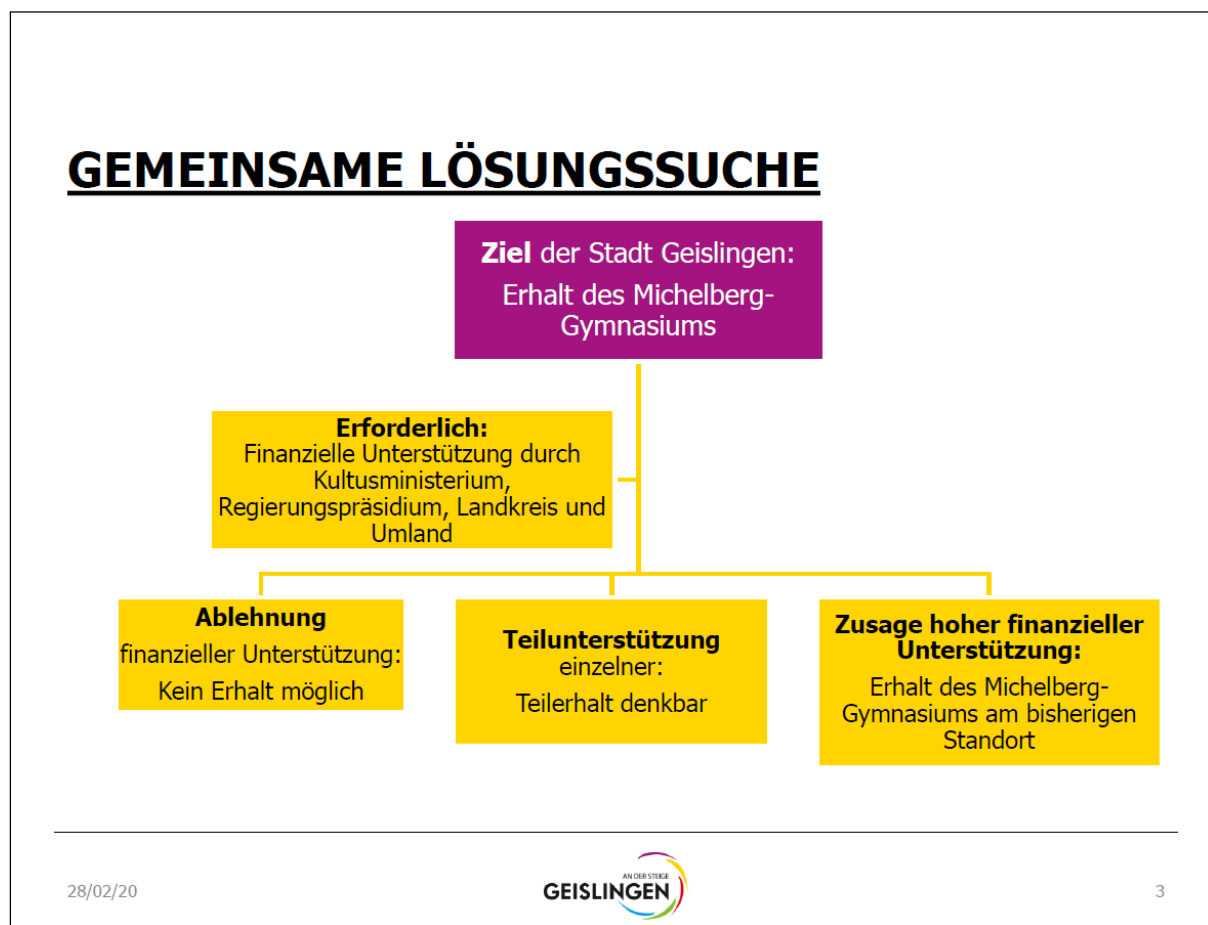 GEMEINSAME LÖSUNGSSUCHE
Ziel der Stadt Geislingen:
Erhalt des Michelberg-
Gymnasiums
Erforderlich:
Finanzielle Unterstützung durch
Kultusministerium,
Regierungspräsidium, Landkreis und
Umland
Ablehnung
finanzieller Unterstützung:
Kein Erhalt möglich
Teilunterstützung
einzelner:
Teilerhalt denkbar
Zusage hoher finanzieller
Unterstützung:
Erhalt des Michelberg-
Gymnasiums am bisherigen
Standort
28/02/20
AN DER STEIGE
GEISLINGEN
3